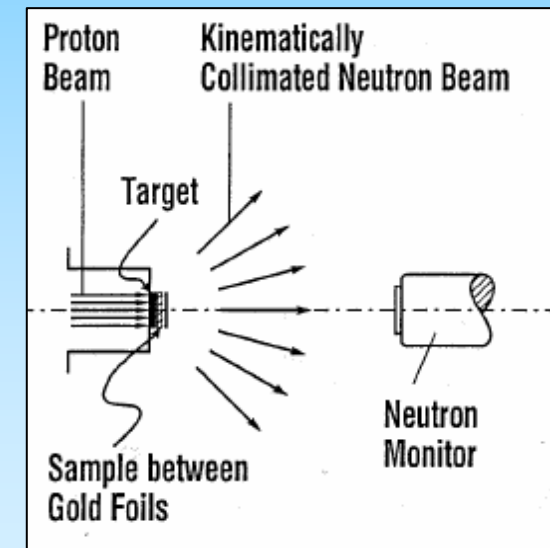 Proton
Beam
Kinematically
Collimated Neutron Beam
Target
Neutron
Monitor
Sample between
Gold Foils